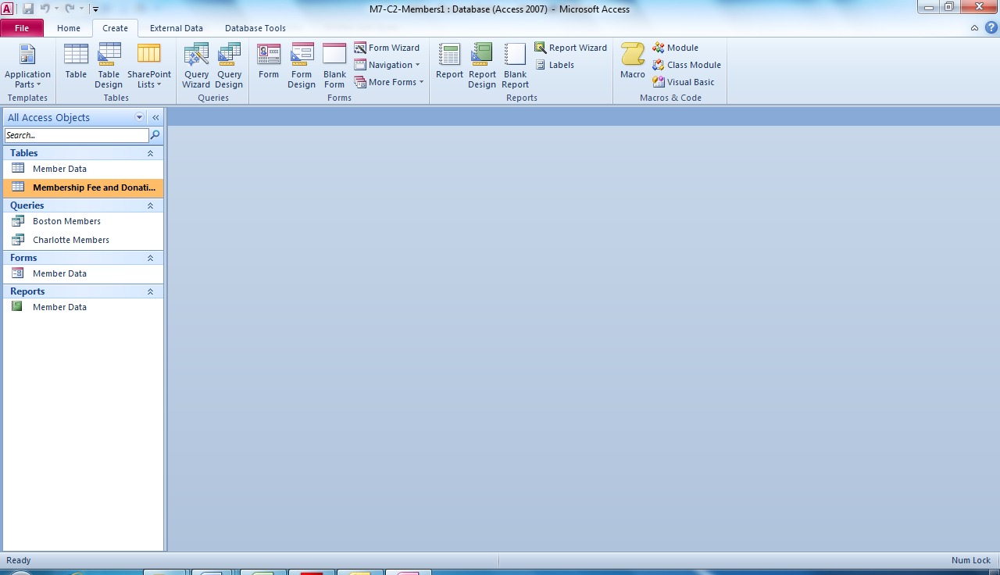 M7-C2-Members1 : Database (Access 2007) - Microsoft Access
File Home Create External Data Database Tools
Application Parts
Table
Table Design
SharePoint Lists
Query Wizard
Query Design
Form
Form Design
Blank Form
Form Wizard
Navigation
More Forms
Report
Report Design
Blank Report
Report Wizard
Labels
Macro
Module
Class Module
Visual Basic
Templates Tables Queries Forms Reports Macros & Code
All Access Objects
Search...
Tables
Member Data
Membership Fee and Donati...
Queries
Boston Members
Charlotte Members
Forms
Member Data
Reports
Member Data
Ready Num Lock